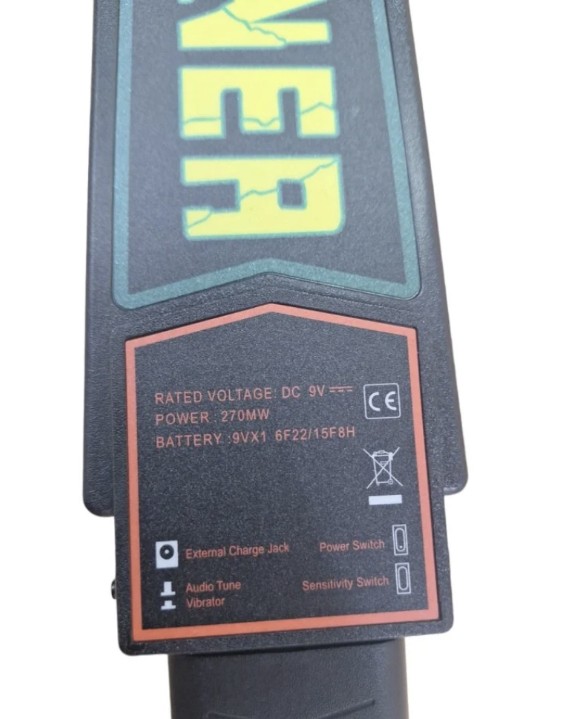 NER
RATED VOLTAGE: DC 9V
POWER : 270MW
BATTERY :9VX1 6F22/15F8H
CE
External Charge Jack
Power Switch
Audio Tune
Vibrator
Sensitivity Switch